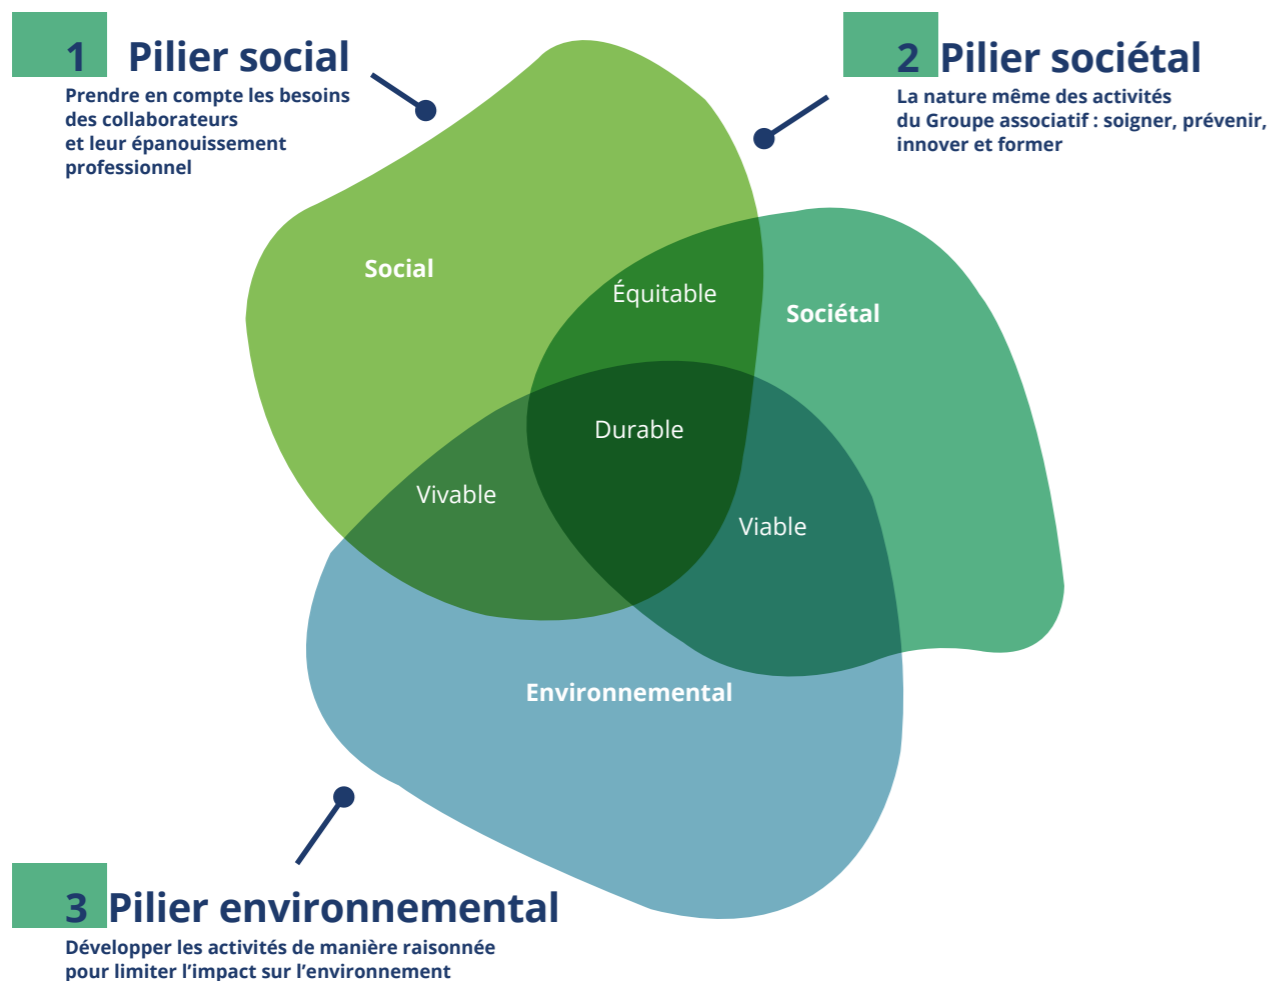 1 Pilier social
Prendre en compte les besoins
des collaborateurs
et leur épanouissement
professionnel
2 Pilier sociétal
La nature même des activités
du Groupe associatif : soigner, prévenir,
innover et former
Social
Équitable
Sociétal
Durable
Vivable
Viable
Environnemental
3 Pilier environnemental
Développer les activités de manière raisonnée
pour limiter l’impact sur l’environnement